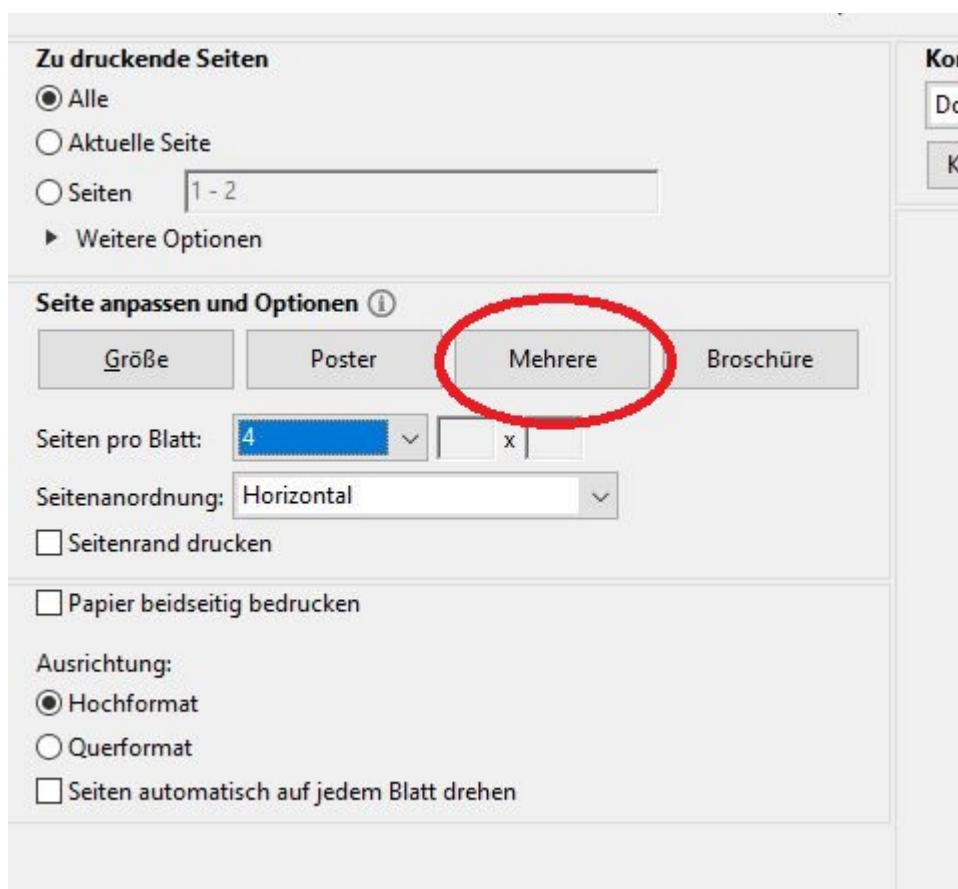 Zu druckende Seiten
Alle
Aktuelle Seite
Seiten 1 - 2
Weitere Optionen
Seite anpassen und Optionen
Größe Poster Mehrere Broschüre
Seiten pro Blatt: 4 x
Seitenanordnung: Horizontal
Seitenrand drucken
Papier beidseitig bedrucken
Ausrichtung:
Hochformat
Querformat
Seiten automatisch auf jedem Blatt drehen